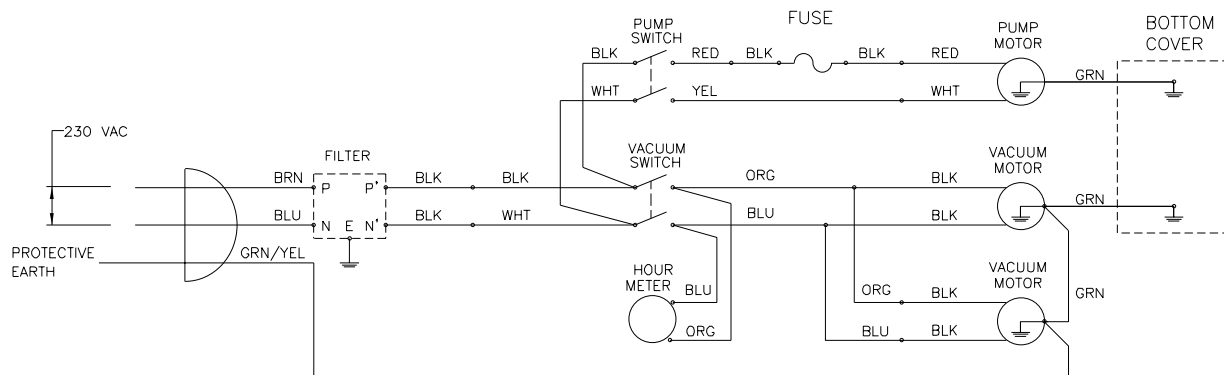 FUSE
PUMP
SWITCH
PUMP
MOTOR
BOTTOM
COVER
BLK
RED
BLK
BLK
RED
GRN
WHT
YEL
WHT
230 VAC
FILTER
VACUUM
SWITCH
VACUUM
MOTOR
BRN
P
P'
BLK
BLK
ORG
BLK
GRN
BLU
N
E
N'
BLK
WHT
BLU
BLK
PROTECTIVE
EARTH
GRN/YEL
HOUR
METER
BLU
ORG
VACUUM
MOTOR
ORG
BLK
GRN
BLU
BLK